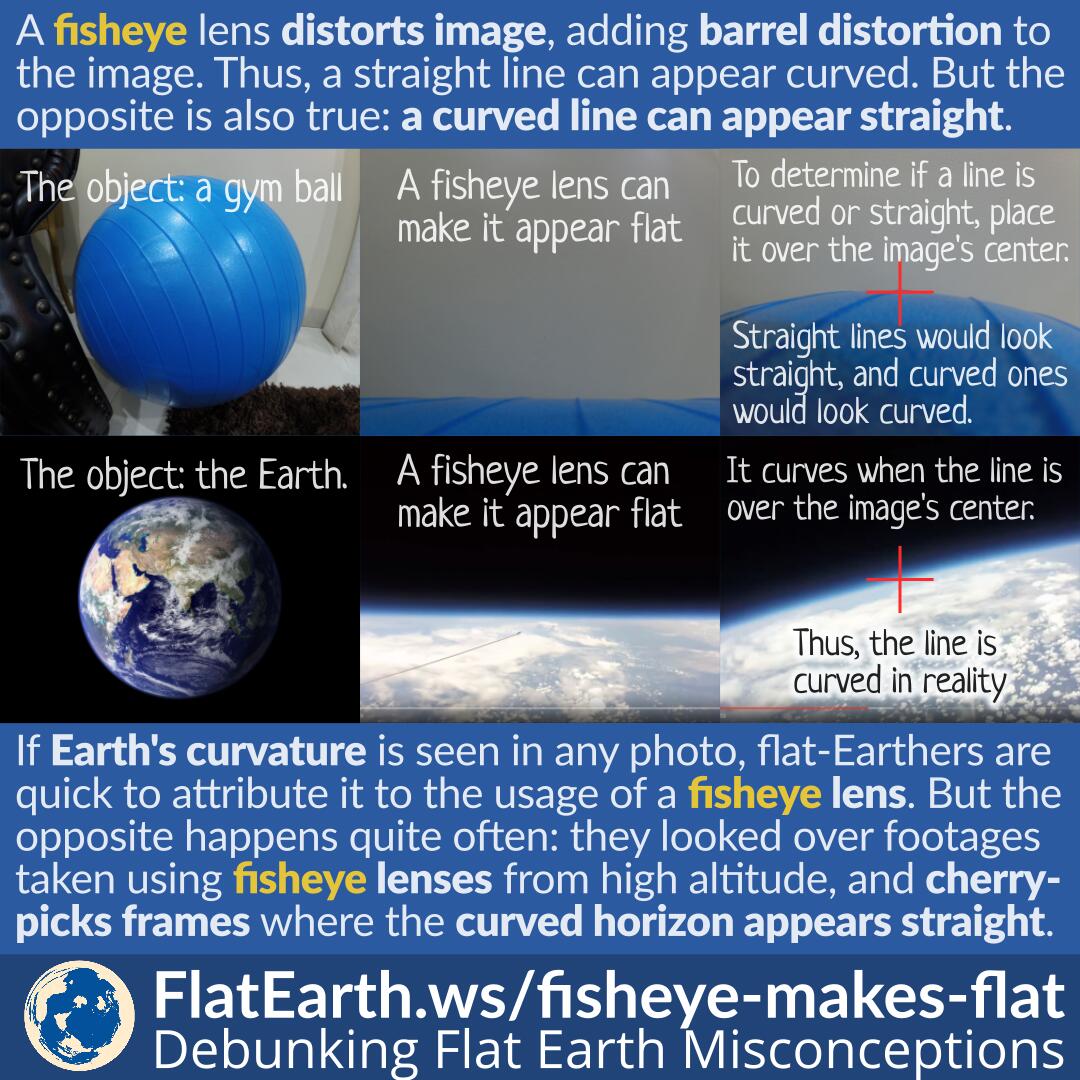 A fisheye lens distorts image, adding barrel distortion to
the image. Thus, a straight line can appear curved. But the
opposite is also true: a curved line can appear straight.
The object: a gym ball
A fisheye lens can
make it appear flat
To determine if a line is
curved or straight, place
it over the image's center.
Straight lines would look
straight, and curved ones
would look curved.
The object: the Earth.
A fisheye lens can
make it appear flat
It curves when the line is
over the image's center.
Thus, the line is
curved in reality
If Earth's curvature is seen in any photo, flat-Earthers are
quick to attribute it to the usage of a fisheye lens. But the
opposite happens quite often: they looked over footages
taken using fisheye lenses from high altitude, and cherry-
picks frames where the curved horizon appears straight.
FlatEarth.ws/fisheye-makes-flat
Debunking Flat Earth Misconceptions